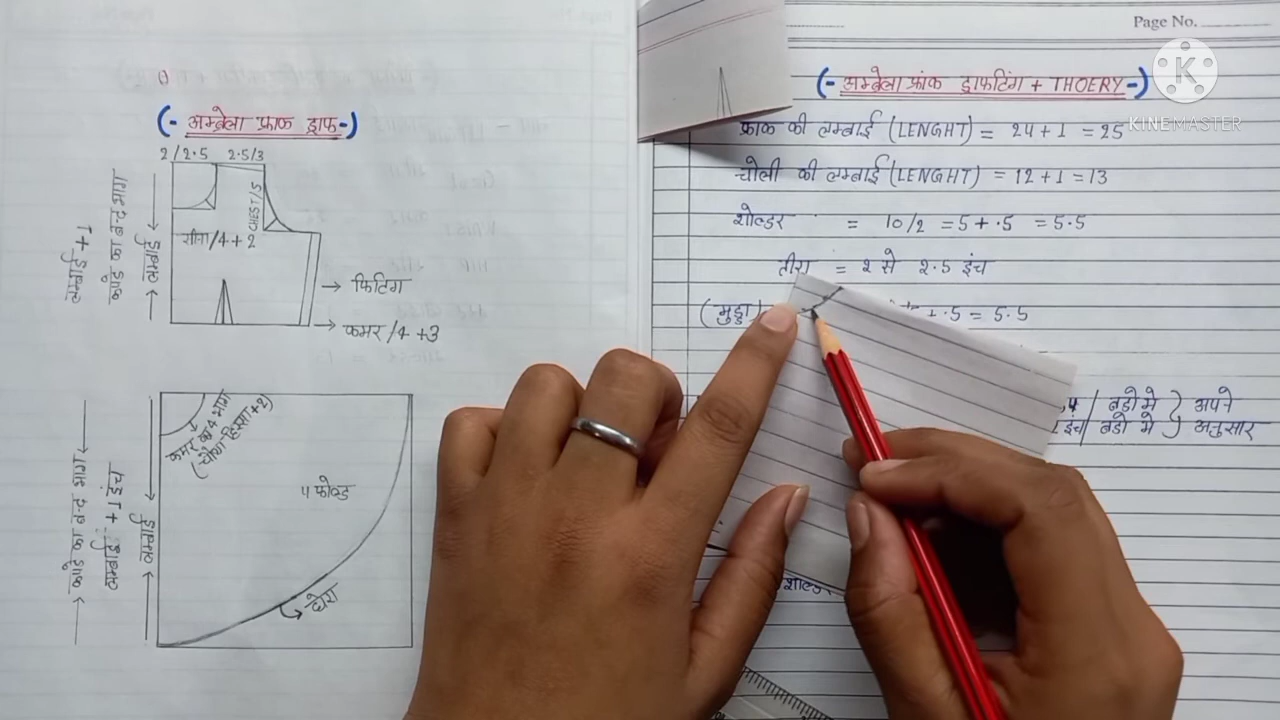 (- अम्ब्रेला फ्राक ड्राफ -)
2/2.5 2.5/3
CHEST/5
सीना/4+2
लम्बाई
कपडे का बन्द भाग
लम्बाई+1
फिटिंग
कमर/4+3
कमर का 4 भाग
(चौथा हिस्सा+2)
4 फोल्ड
घेरा
लम्बाई
लम्बाई +1 इंच
कपडे का बन्द भाग
Page No.
K
KINEMASTER
(- अम्ब्रेला फ्रांक ड्राफटिंग + THOERY -)
फ्राक की लम्बाई (LENGHT) = 24+1 = 25
चोली की लम्बाई (LENGHT) = 12+1 = 13
शोल्डर = 10/2 = 5+.5 = 5.5
तीरा = 2 से 2.5 इंच
(मुड्डा) +.5 = 5.5
बडो मे } अपने
इंच/ बडो मे } अनुसार
शोल्ड